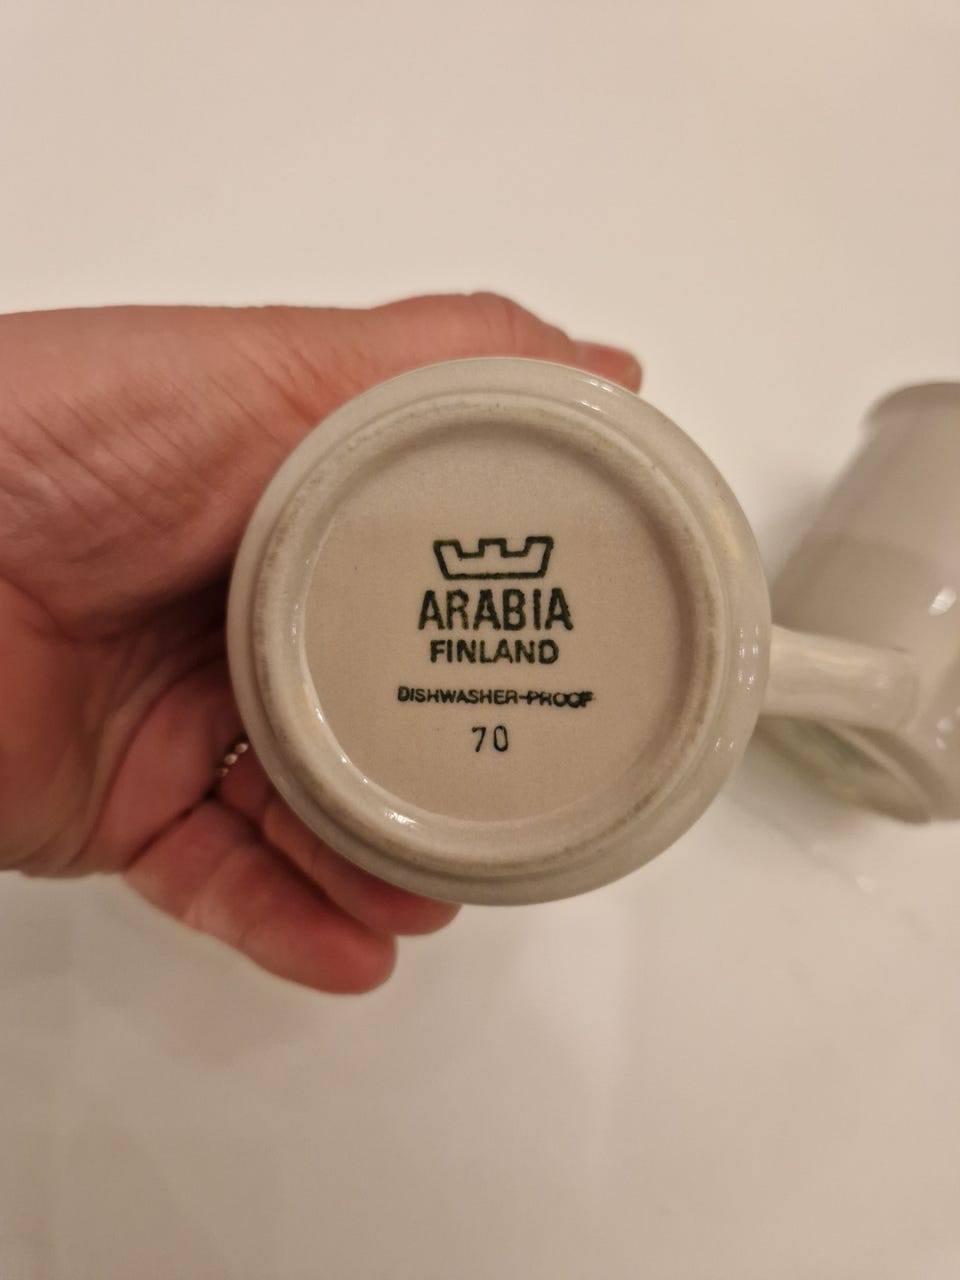 ARABIA
FINLAND
DISHWASHER-PROOF
70